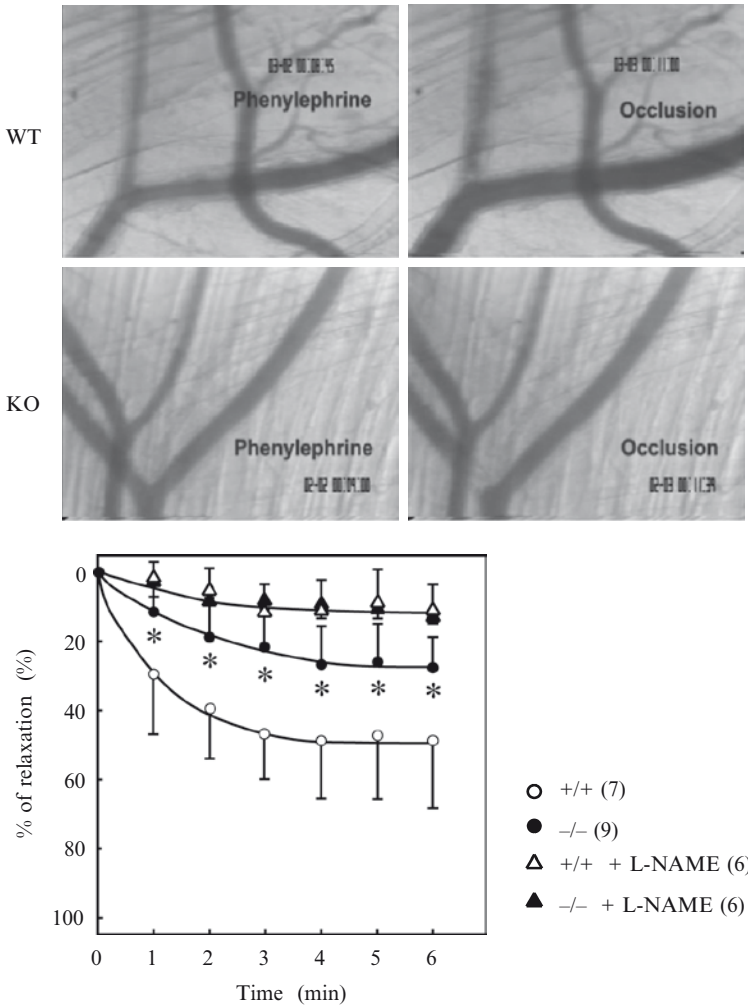 WT
Phenylephrine
Occlusion
KO
Phenylephrine
Occlusion
% of relaxation (%)
0
20
40
60
80
100
* * * * * *
0 1 2 3 4 5 6
Time (min)
+/+ (7)
–/– (9)
+/+ + L-NAME (6)
–/– + L-NAME (6)